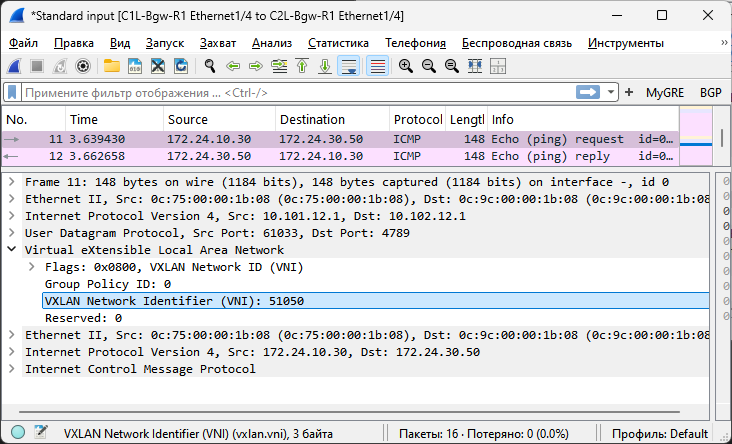 *Standard input [C1L-Bgw-R1 Ethernet1/4 to C2L-Bgw-R1 Ethernet1/4]
Файл Правка Вид Запуск Захват Анализ Статистика Телефония Беспроводная связь Инструменты »
Примените фильтр отображения ... <Ctrl-/> + MyGRE BGP
No. Time Source Destination Protocol Lengtl Info
11 3.639430 172.24.10.30 172.24.30.50 ICMP 148 Echo (ping) request id=0…
12 3.662658 172.24.30.50 172.24.10.30 ICMP 148 Echo (ping) reply id=0…
Frame 11: 148 bytes on wire (1184 bits), 148 bytes captured (1184 bits) on interface -, id 0
Ethernet II, Src: 0c:75:00:00:1b:08 (0c:75:00:00:1b:08), Dst: 0c:9c:00:00:1b:08 (0c:9c:00:00:1b:08
Internet Protocol Version 4, Src: 10.101.12.1, Dst: 10.102.12.1
User Datagram Protocol, Src Port: 61033, Dst Port: 4789
Virtual eXtensible Local Area Network
Flags: 0x0800, VXLAN Network ID (VNI)
Group Policy ID: 0
VXLAN Network Identifier (VNI): 51050
Reserved: 0
Ethernet II, Src: 0c:75:00:00:1b:08 (0c:75:00:00:1b:08), Dst: 0c:9c:00:00:1b:08 (0c:9c:00:00:1b:08
Internet Protocol Version 4, Src: 172.24.10.30, Dst: 172.24.30.50
Internet Control Message Protocol
VXLAN Network Identifier (VNI) (vxlan.vni), 3 байта Пакеты: 16 · Потеряно: 0 (0.0%) Профиль: Default